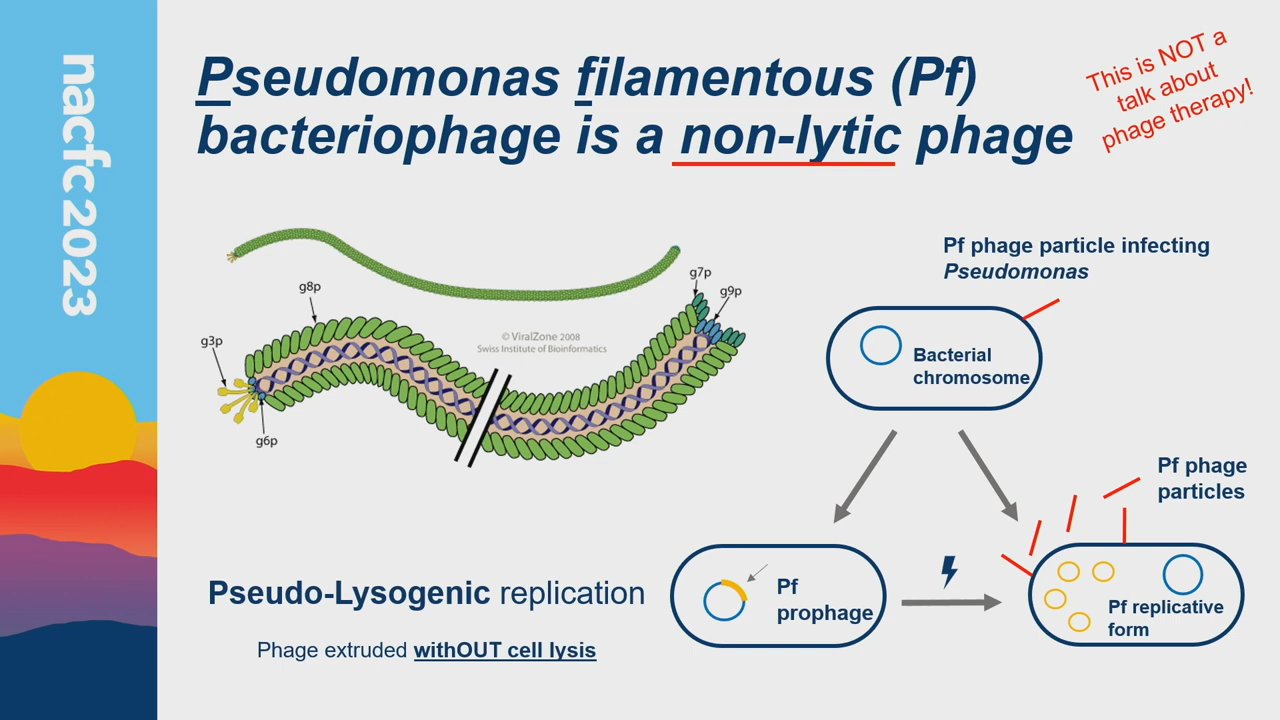 nacfc 2023
Pseudomonas filamentous (Pf)
bacteriophage is a non-lytic phage
This is NOT a
talk about
phage therapy!
g8p
g3p
g6p
g7p
g9p
© ViralZone 2008
Swiss Institute of Bioinformatics
Pf phage particle infecting
Pseudomonas
Bacterial
chromosome
Pf phage
particles
Pf
prophage
Pf replicative
form
Pseudo-Lysogenic replication
Phage extruded withOUT cell lysis